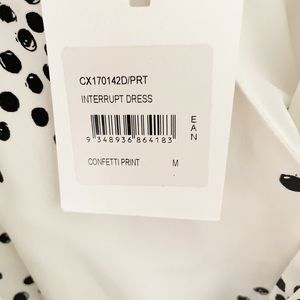 CX170142D/PRT
INTERRUPT DRESS
EAN
9 348936 864183
CONFETTI PRINT M